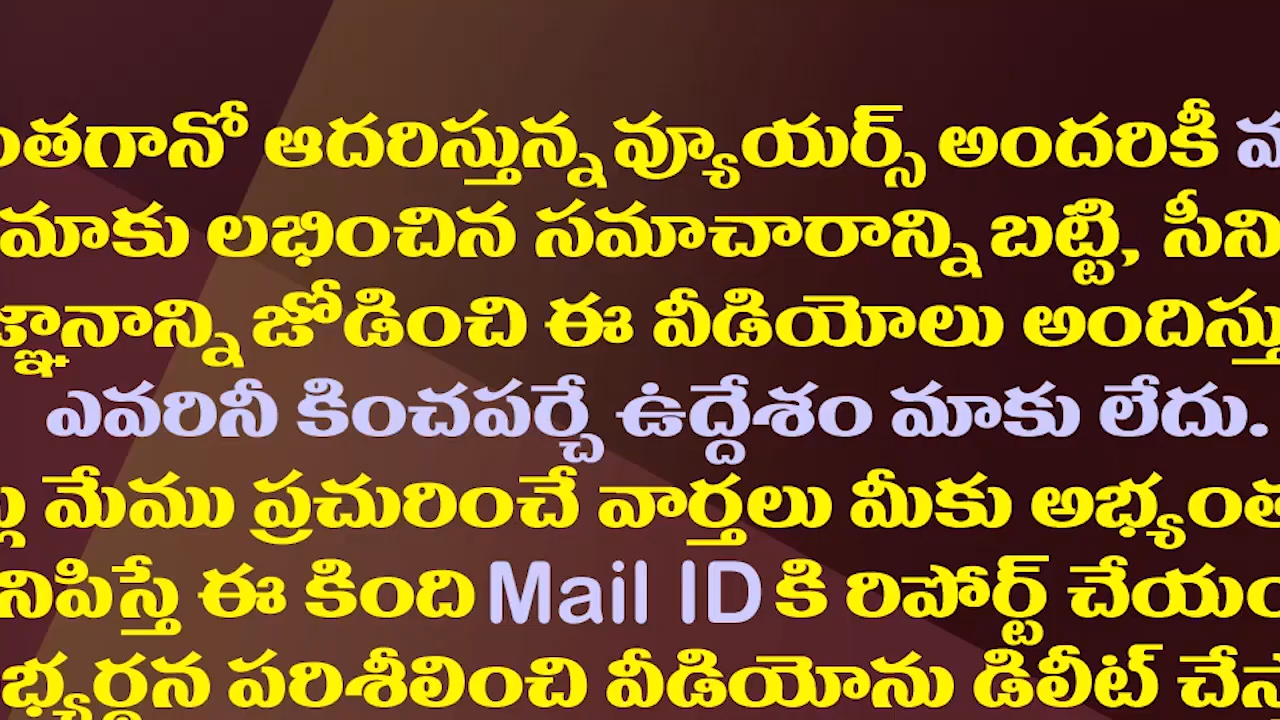 ంతగానో ఆదరిస్తున్న వ్యూయర్స్ అందరికీ
మాకు లభించిన సమాచారాన్ని బట్టి, సీని
జ్ఞానాన్ని జోడించి ఈ వీడియోలు అందిస్తు
ఎవరినీ కించపర్చే ఉద్దేశం మాకు లేదు.
మేము ప్రచురించే వార్తలు మీకు అభ్యంత
నిపిస్తే ఈ కింది Mail ID కి రిపోర్ట్ చేయం
భ్యర్థన పరిశీలించి వీడియోను డిలీట్ చేస